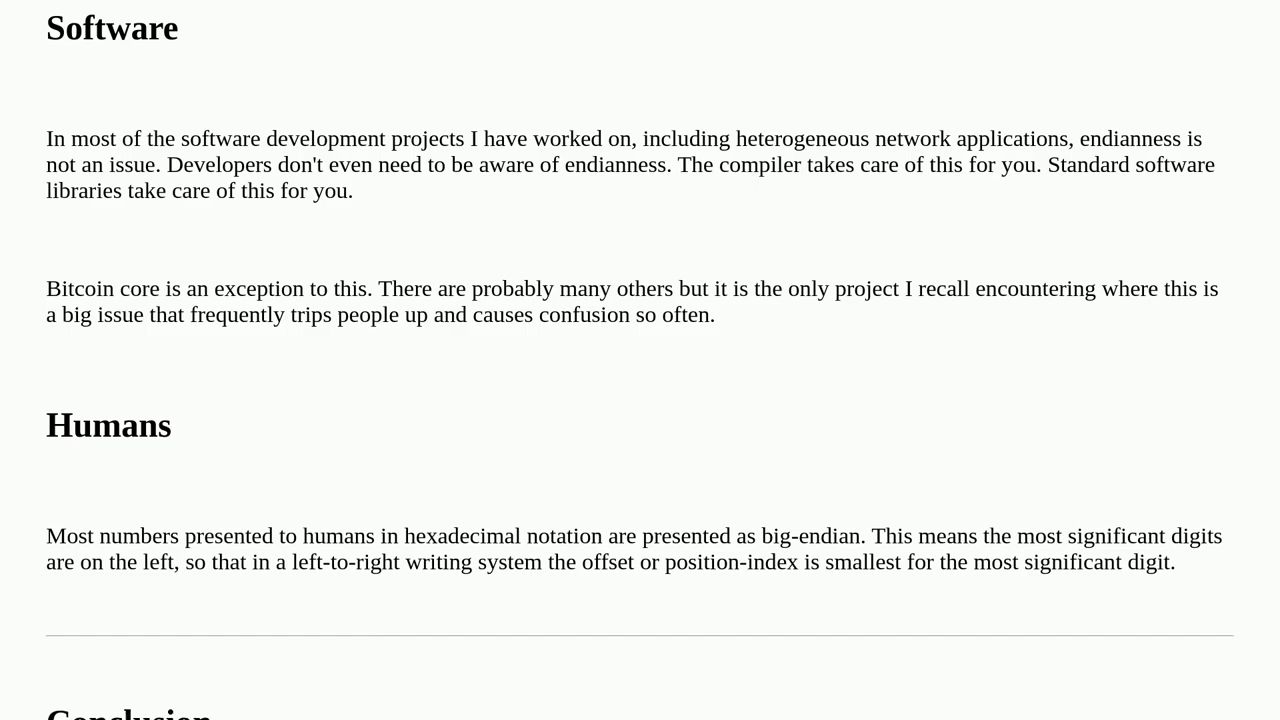 Software
In most of the software development projects I have worked on, including heterogeneous network applications, endianness is
not an issue. Developers don't even need to be aware of endianness. The compiler takes care of this for you. Standard software
libraries take care of this for you.
Bitcoin core is an exception to this. There are probably many others but it is the only project I recall encountering where this is
a big issue that frequently trips people up and causes confusion so often.
Humans
Most numbers presented to humans in hexadecimal notation are presented as big-endian. This means the most significant digits
are on the left, so that in a left-to-right writing system the offset or position-index is smallest for the most significant digit.
Conclusion